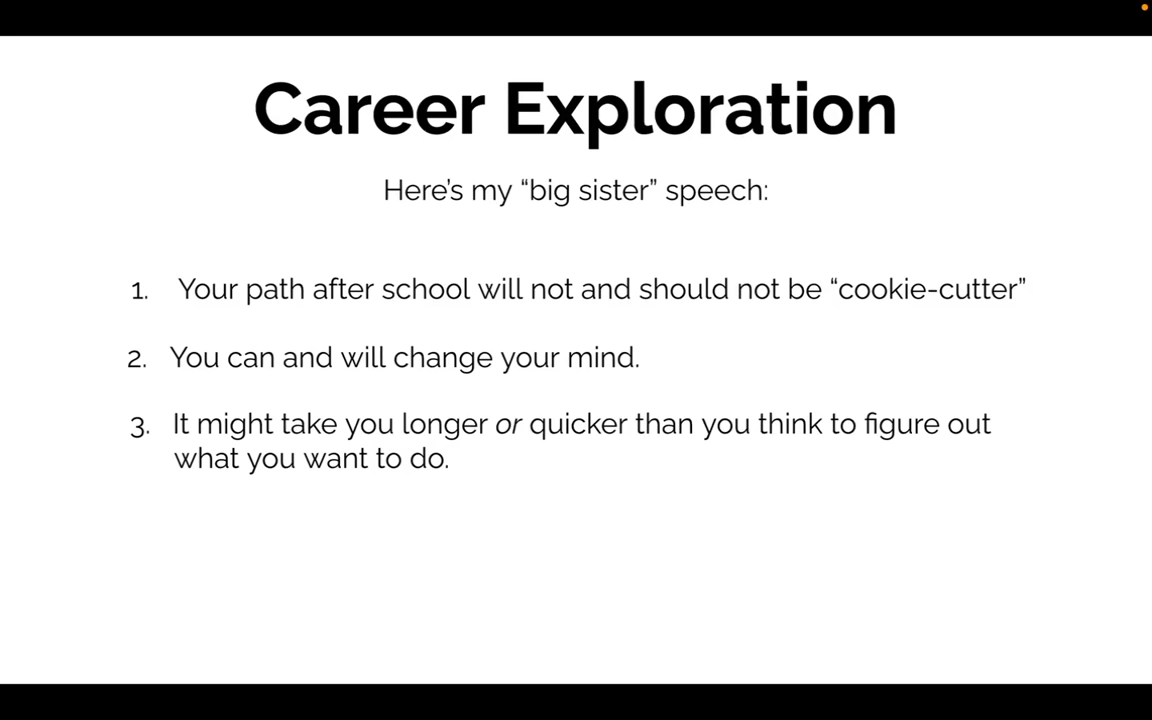 Career Exploration
Here's my “big sister” speech:
1. Your path after school will not and should not be “cookie-cutter”
2. You can and will change your mind.
3. It might take you longer or quicker than you think to figure out
what you want to do.